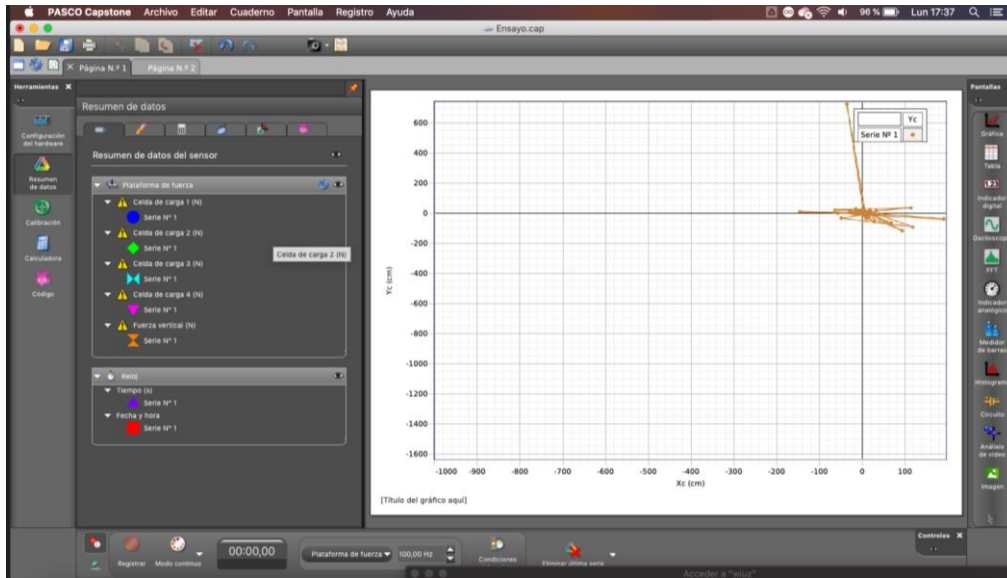 PASCO Capstone Archivo Editar Cuaderno Pantalla Registro Ayuda
96 % Lun 17:37
Ensayo.cap
Página N.º 1 Página N.º 2
Herramientas
Configuración
del hardware
Resumen
de datos
Calibración
Calculadora
Código
Resumen de datos
Resumen de datos del sensor
Plataforma de fuerza
Celda de carga 1 (N)
Serie Nº 1
Celda de carga 2 (N)
Serie Nº 1
Celda de carga 2 (N)
Celda de carga 3 (N)
Serie Nº 1
Celda de carga 4 (N)
Serie Nº 1
Fuerza vertical (N)
Serie Nº 1
Reloj
Tiempo (s)
Serie Nº 1
Fecha y hora
Serie Nº 1
Yc
Serie Nº 1
600
400
200
0
-200
-400
-600
-800
-1000
-1200
-1400
-1600
Yc (cm)
-1000 -900 -800 -700 -600 -500 -400 -300 -200 -100 0 100
Xc (cm)
[Título del gráfico aquí]
Pantallas
Gráfica
Tabla
Indicador
digital
Osciloscop
FFT
Indicador
analógico
Medidor
de barras
Histogram
Circuito
Análisis
de video
Imagen
Registrar Modo continuo
00:00,00
Plataforma de fuerza 100,00 Hz
Condiciones
Eliminar última serie
Controles
Acceder a "wluz"